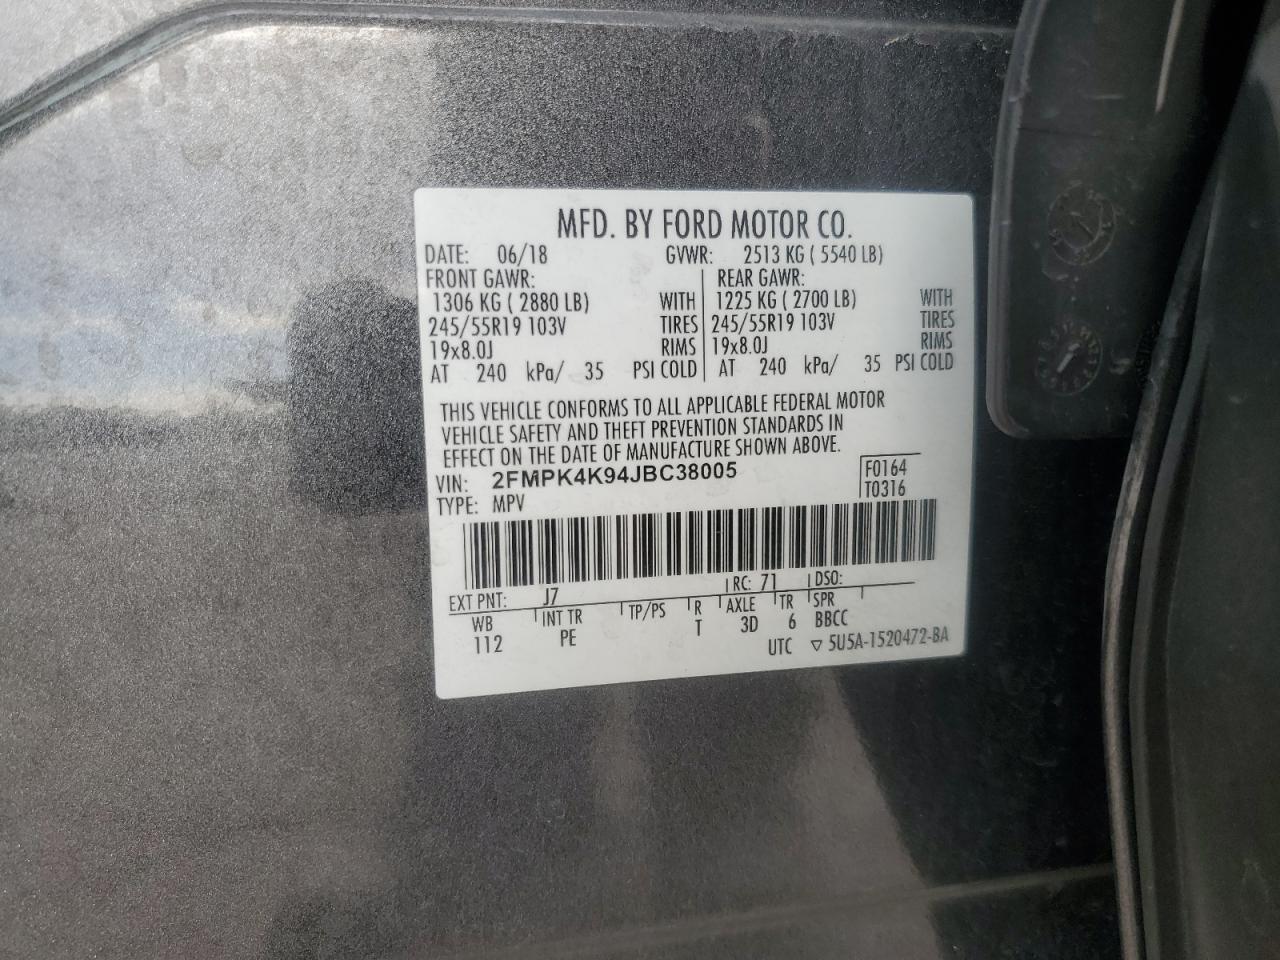 MFD. BY FORD MOTOR CO.
DATE: 06/18 GVWR: 2513 KG ( 5540 LB)
FRONT GAWR: REAR GAWR:
1306 KG ( 2880 LB) WITH 1225 KG ( 2700 LB) WITH
245/55R19 103V TIRES 245/55R19 103V TIRES
19x8.0J RIMS 19x8.0J RIMS
AT 240 kPa/ 35 PSI COLD AT 240 kPa/ 35 PSI COLD
THIS VEHICLE CONFORMS TO ALL APPLICABLE FEDERAL MOTOR
VEHICLE SAFETY AND THEFT PREVENTION STANDARDS IN
EFFECT ON THE DATE OF MANUFACTURE SHOWN ABOVE.
VIN: 2FMPK4K94JBC38005 F0164
TYPE: MPV T0316
EXT PNT: J7 RC: 71 DSO:
WB INT TR TP/PS R AXLE TR SPR
112 PE T 3D 6 BBCC
UTC ▽ 5U5A-1520472-BA